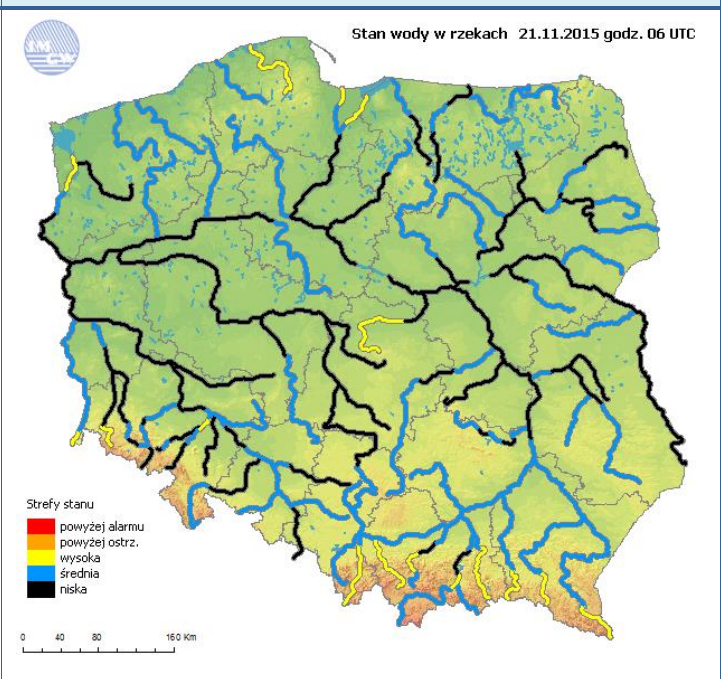 IMGW
Stan wody w rzekach 21.11.2015 godz. 06 UTC
Strefy stanu
powyżej alarmu
powyżej ostrz.
wysoka
średnia
niska
0 40 80 160 Km